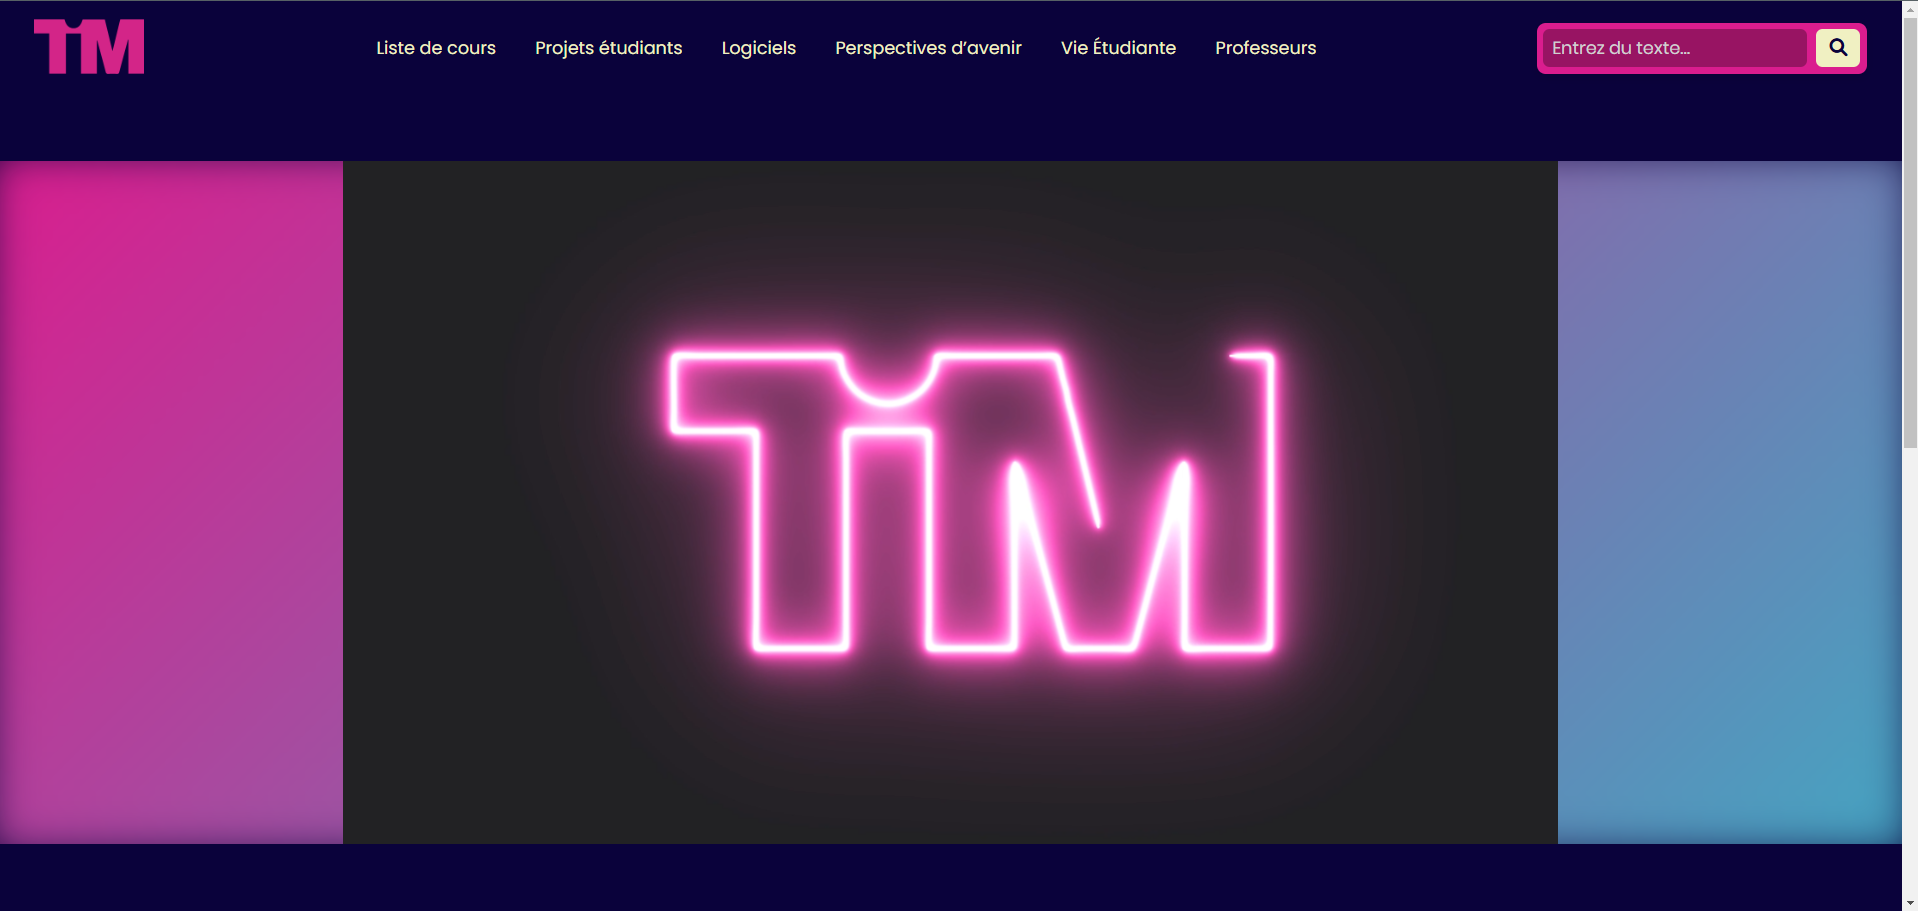 TiM
Liste de cours
Projets étudiants
Logiciels
Perspectives d’avenir
Vie Étudiante
Professeurs
Entrez du texte...
TiM